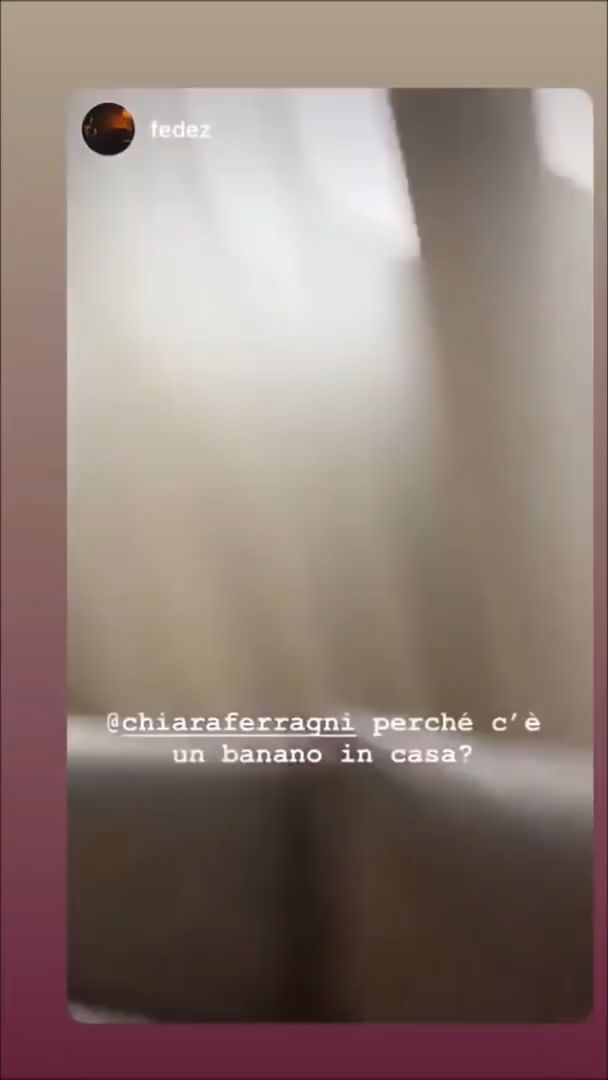 fedez
@chiaraferragni perché c’è
un banano in casa?